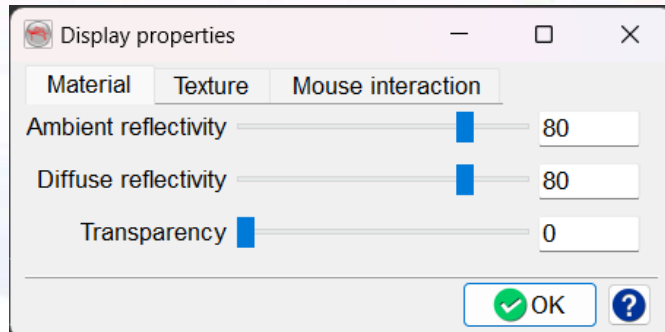 Display properties
Material Texture Mouse interaction
Ambient reflectivity 80
Diffuse reflectivity 80
Transparency 0
OK ?